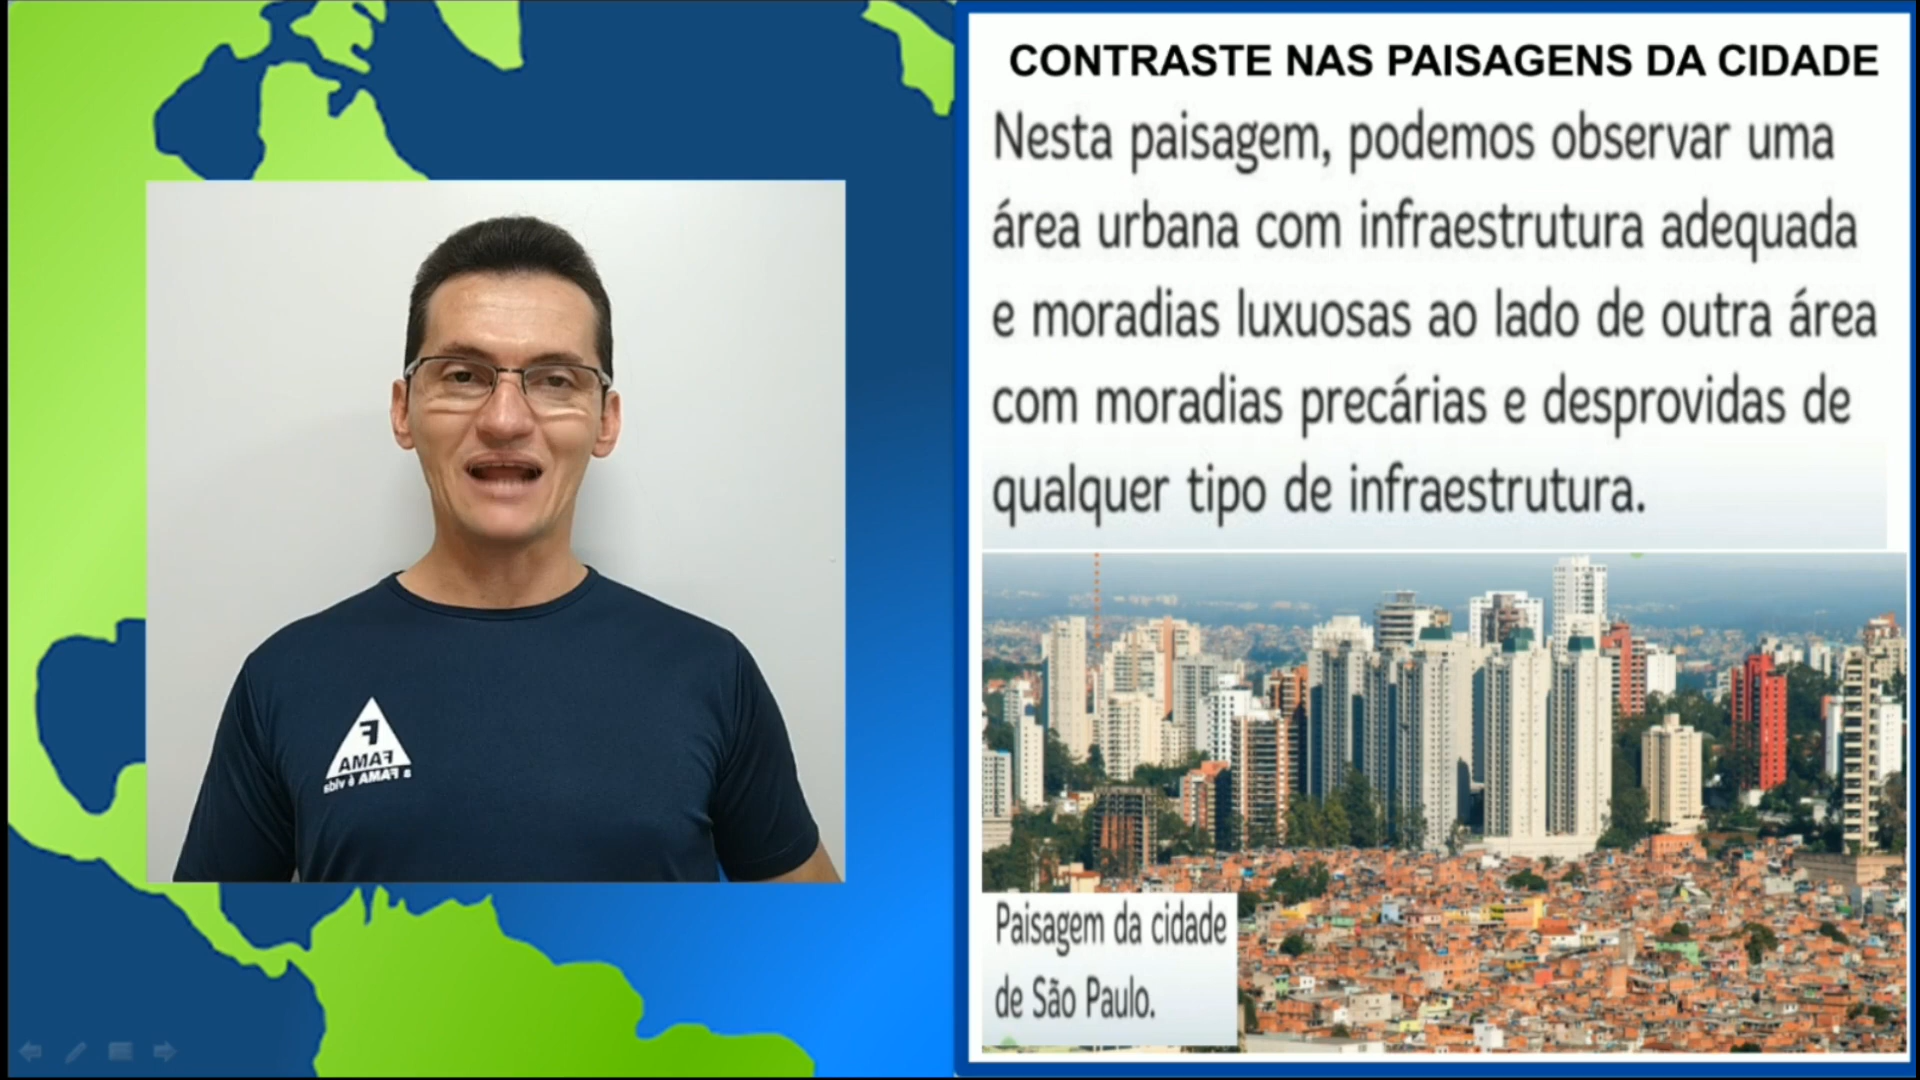 CONTRASTE NAS PAISAGENS DA CIDADE
Nesta paisagem, podemos observar uma
área urbana com infraestrutura adequada
e moradias luxuosas ao lado de outra área
com moradias precárias e desprovidas de
qualquer tipo de infraestrutura.
Paisagem da cidade
de São Paulo.
F
FAMA
a FAMA é vida